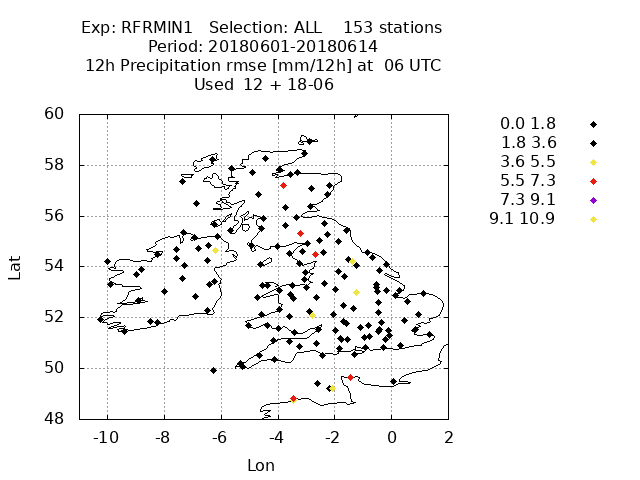 Exp: RFRMIN1   Selection: ALL    153 stations
Period: 20180601-20180614
12h Precipitation rmse [mm/12h] at  06 UTC
Used  12 + 18-06
60
58
56
54
52
50
48
Lat
-10 -8 -6 -4 -2 0 2
Lon
0.0 1.8
1.8 3.6
3.6 5.5
5.5 7.3
7.3 9.1
9.1 10.9